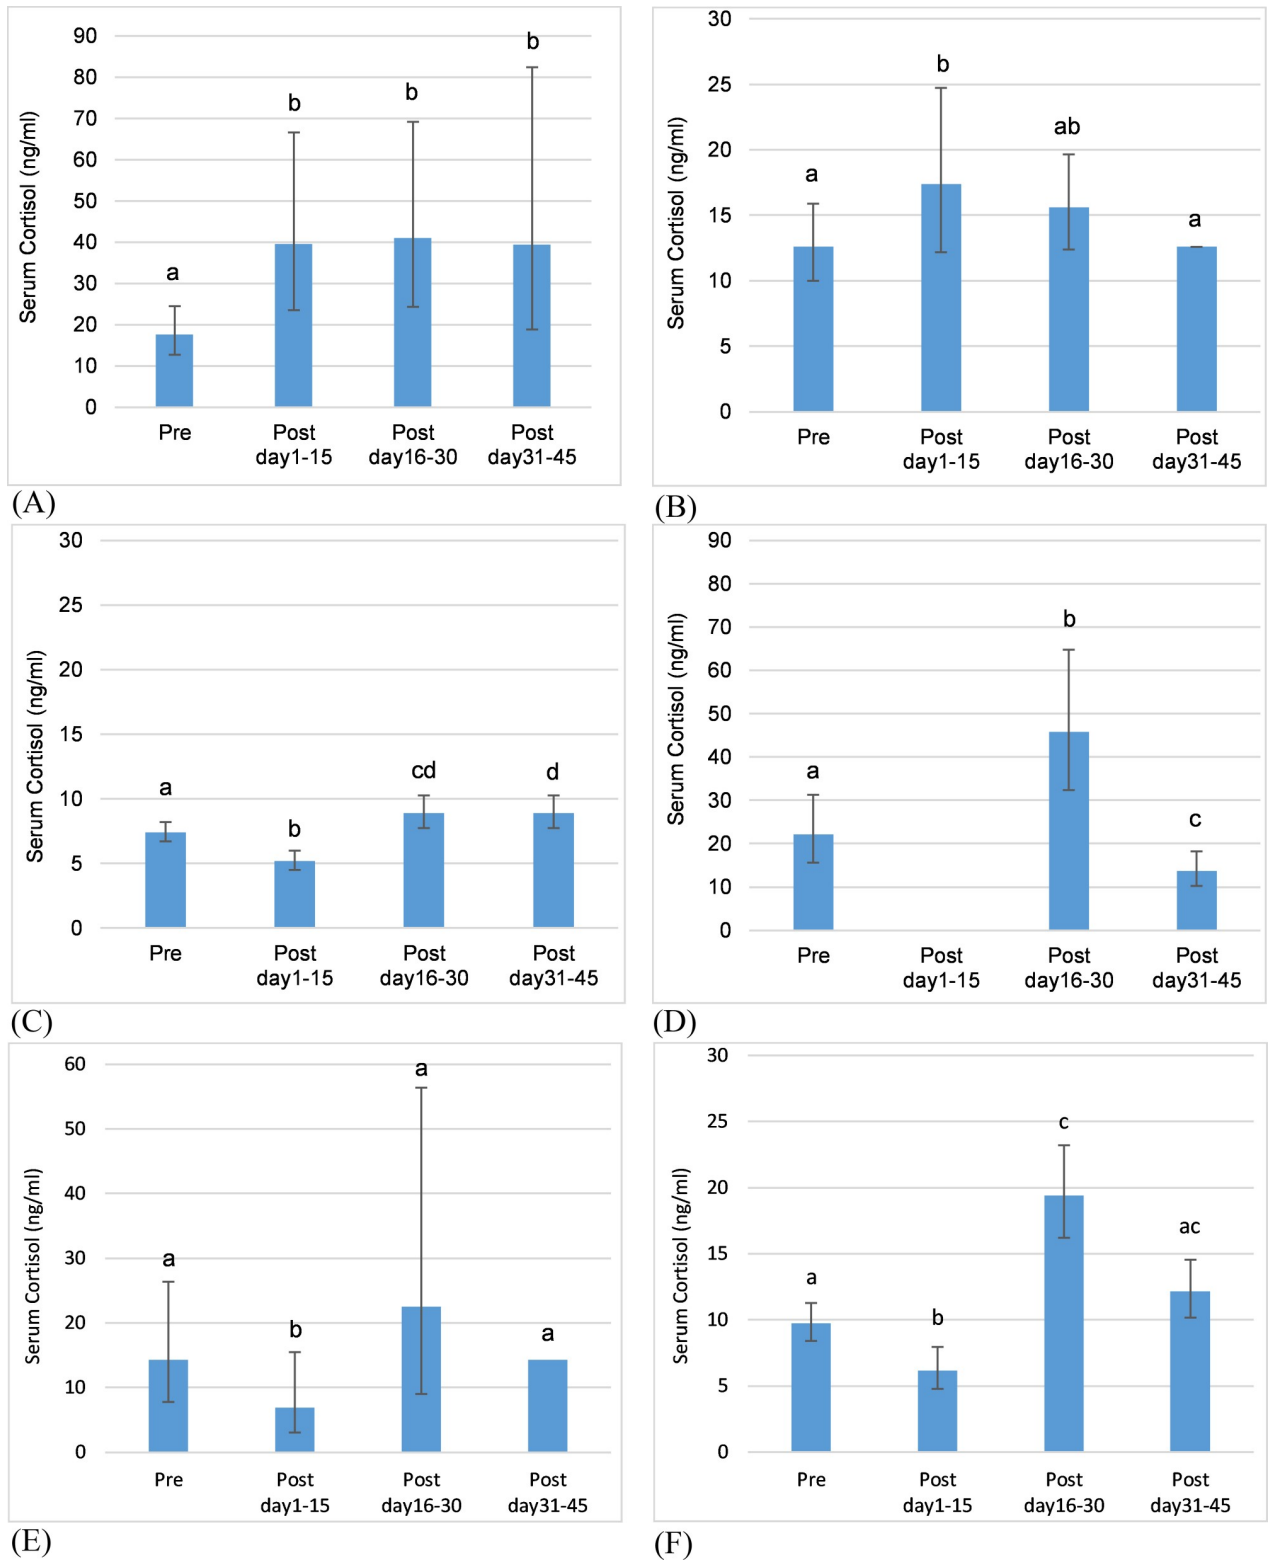 90
80
70
60
50
40
30
20
10
0
Serum Cortisol (ng/ml)
a
b
b
b
Pre
Post
day1-15
Post
day16-30
Post
day31-45
(A)
30
25
20
15
10
5
0
Serum Cortisol (ng/ml)
a
b
ab
a
Pre
Post
day1-15
Post
day16-30
Post
day31-45
(B)
30
25
20
15
10
5
0
Serum Cortisol (ng/ml)
a
b
cd
d
Pre
Post
day1-15
Post
day16-30
Post
day31-45
(C)
90
80
70
60
50
40
30
20
10
0
Serum Cortisol (ng/ml)
a
b
c
Pre
Post
day1-15
Post
day16-30
Post
day31-45
(D)
60
50
40
30
20
10
0
Serum Cortisol (ng/ml)
a
b
a
a
Pre
Post
day1-15
Post
day16-30
Post
day31-45
(E)
30
25
20
15
10
5
0
Serum Cortisol (ng/ml)
a
b
c
ac
Pre
Post
day1-15
Post
day16-30
Post
day31-45
(F)